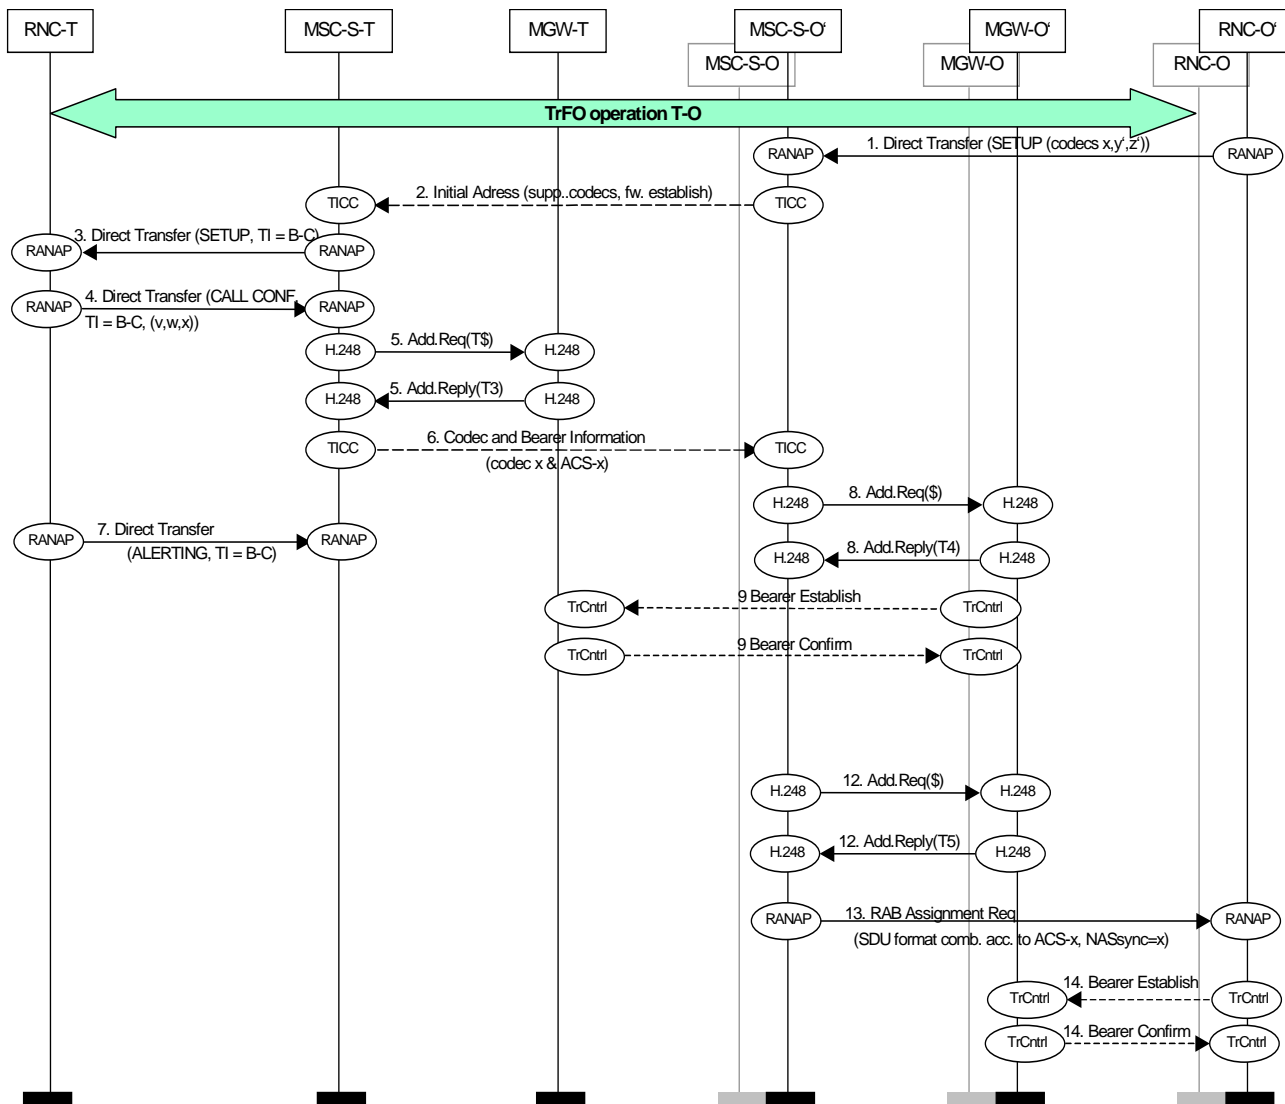 RNC-T
MSC-S-T
MGW-T
MSC-S-O'
MGW-O'
RNC-O'
MSC-S-O
MGW-O
RNC-O
TrFO operation T-O
RANAP
1. Direct Transfer (SETUP (codecs x,y',z'))
RANAP
TICC
2. Initial Adress (supp..codecs, fw. establish)
TICC
3. Direct Transfer (SETUP, TI = B-C)
RANAP
RANAP
RANAP
4. Direct Transfer (CALL CONF,
TI = B-C, (v,w,x))
RANAP
H.248
5. Add.Req(T$)
H.248
H.248
5. Add.Reply(T3)
H.248
TICC
6. Codec and Bearer Information
(codec x & ACS-x)
TICC
H.248
8. Add.Req($)
H.248
RANAP
7. Direct Transfer
(ALERTING, TI = B-C)
RANAP
H.248
8. Add.Reply(T4)
H.248
TrCntrl
9 Bearer Establish
TrCntrl
TrCntrl
9 Bearer Confirm
TrCntrl
H.248
12. Add.Req($)
H.248
H.248
12. Add.Reply(T5)
H.248
RANAP
13. RAB Assignment Req
(SDU format comb. acc. to ACS-x, NASsync=x)
RANAP
TrCntrl
14. Bearer Establish
TrCntrl
TrCntrl
14. Bearer Confirm
TrCntrl